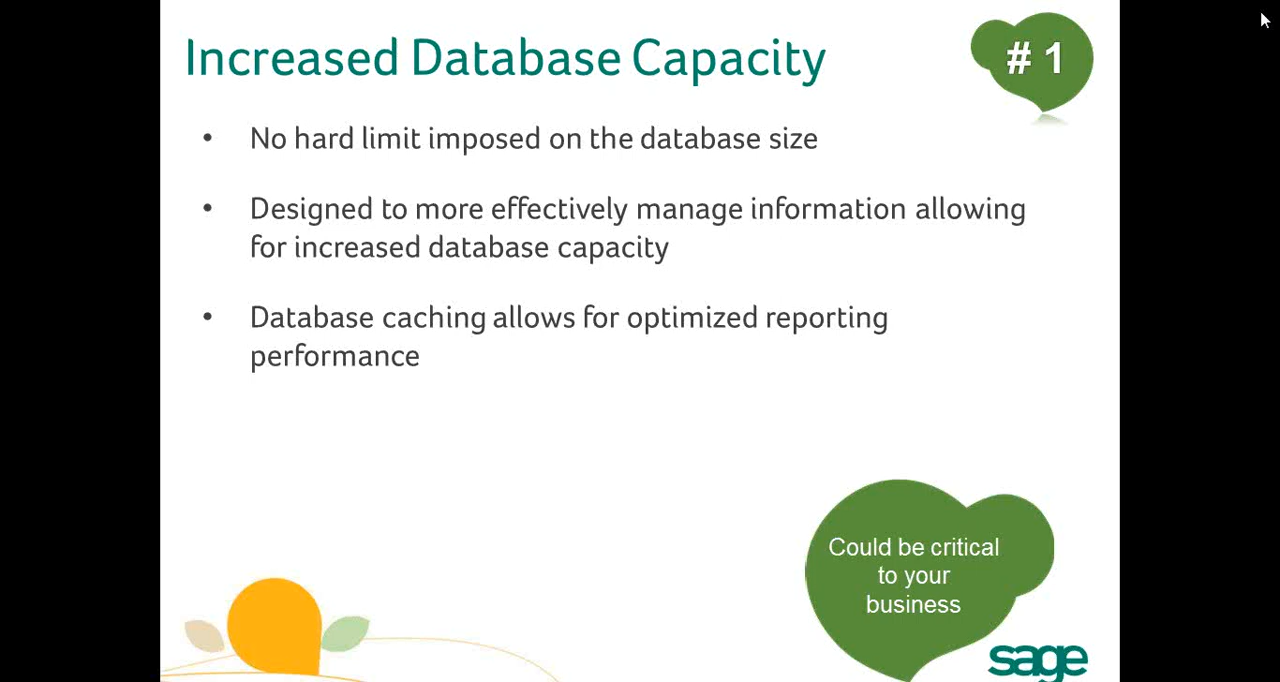 Increased Database Capacity
# 1
• No hard limit imposed on the database size
• Designed to more effectively manage information allowing
for increased database capacity
• Database caching allows for optimized reporting
performance
Could be critical
to your
business
sage